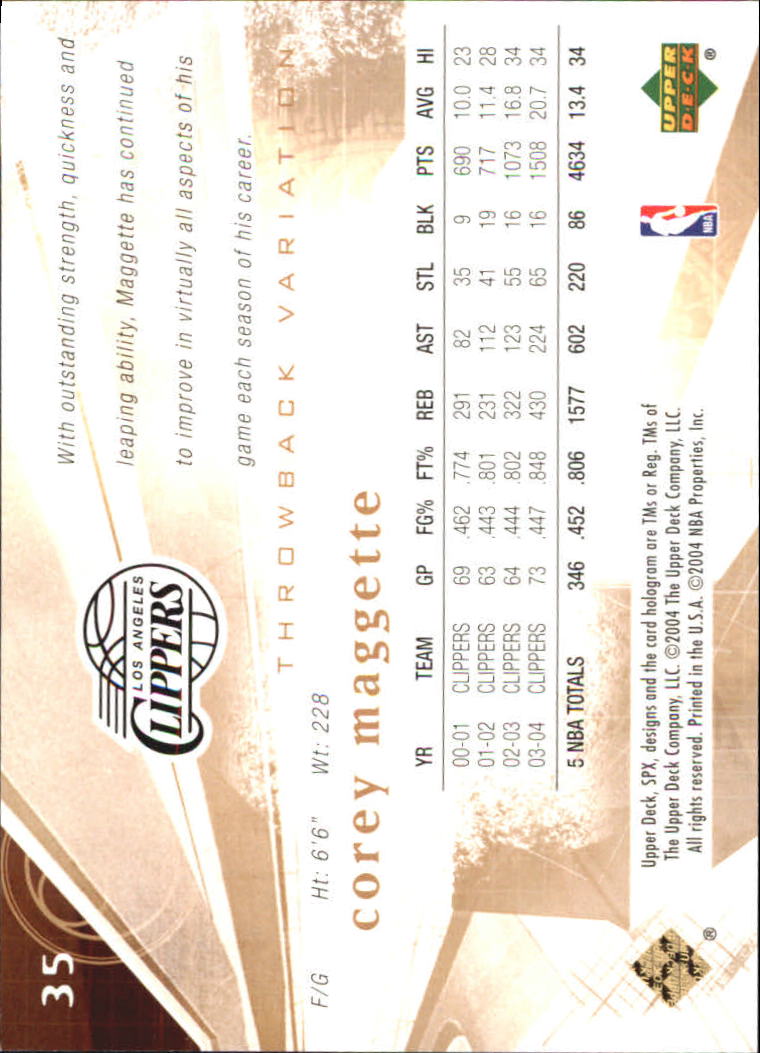 35
LOS ANGELES
CLIPPERS
With outstanding strength, quickness and
leaping ability, Maggette has continued
to improve in virtually all aspects of his
game each season of his career.
THROWBACK VARIATION
F/G Ht: 6'6" Wt: 228
corey maggette
YR TEAM GP FG% FT% REB AST STL BLK PTS AVG HI
00-01 CLIPPERS 69 .462 .774 291 82 35 9 690 10.0 23
01-02 CLIPPERS 63 .443 .801 231 112 41 19 717 11.4 28
02-03 CLIPPERS 64 .444 .802 322 123 55 16 1073 16.8 34
03-04 CLIPPERS 73 .447 .848 430 224 65 16 1508 20.7 34
5 NBA TOTALS 346 .452 .806 1577 602 220 86 4634 13.4 34
Upper Deck, SPX, designs and the card hologram are TMs or Reg. TMs of
The Upper Deck Company, LLC. ©2004 The Upper Deck Company, LLC.
All rights reserved. Printed in the U.S.A. ©2004 NBA Properties, Inc.
®
NBA
UPPER
DECK
®